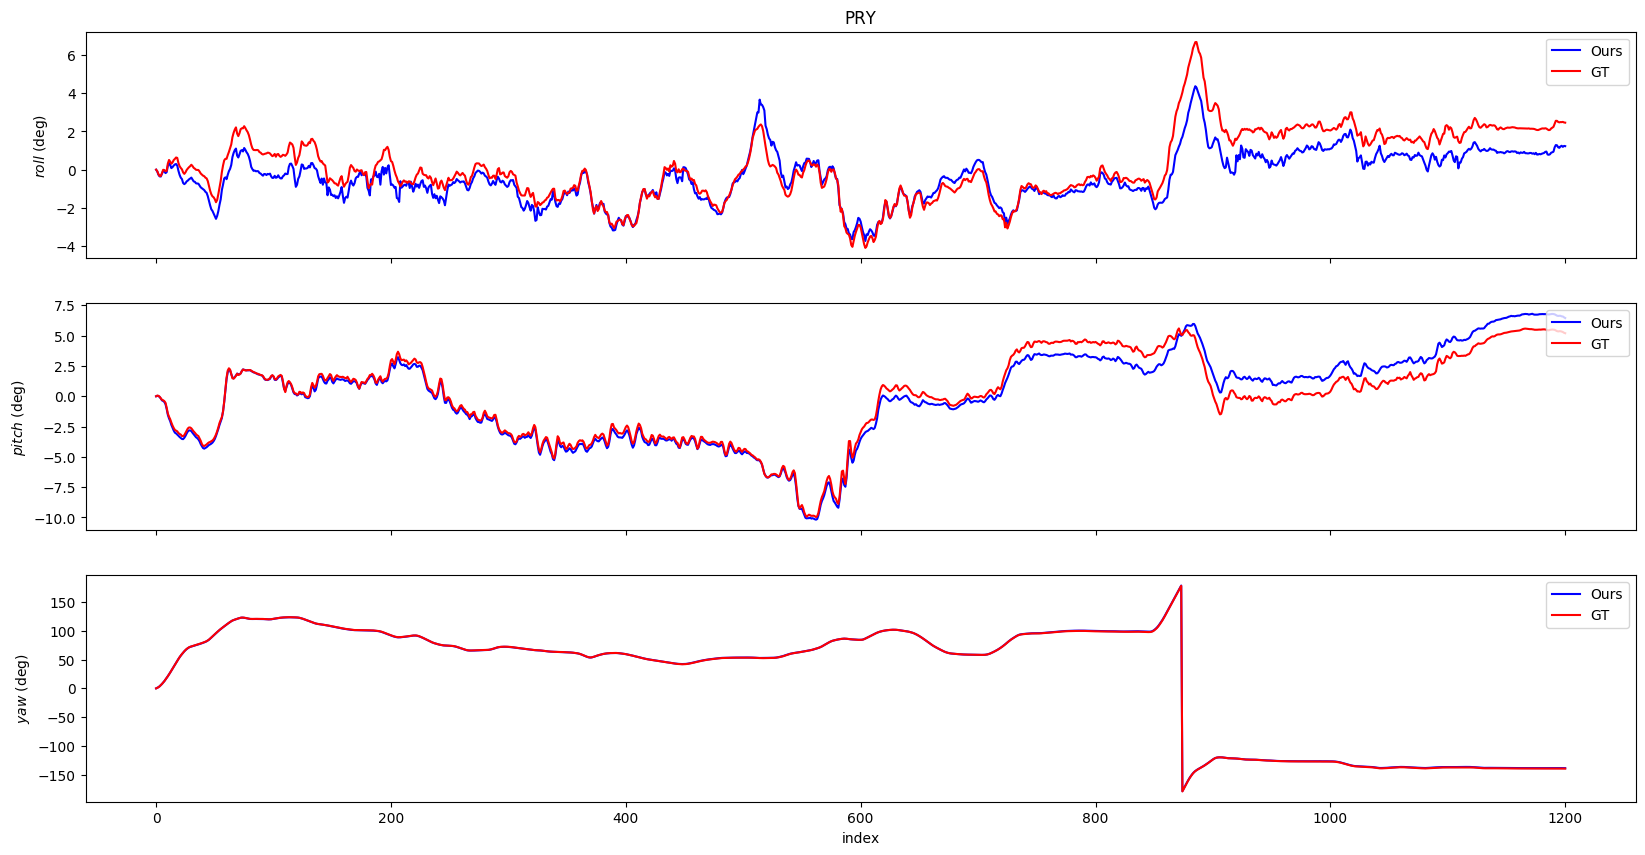 PRY
roll (deg)
6
4
2
0
−2
−4
Ours
GT
pitch (deg)
7.5
5.0
2.5
0.0
−2.5
−5.0
−7.5
−10.0
Ours
GT
yaw (deg)
150
100
50
0
−50
−100
−150
Ours
GT
0 200 400 600 800 1000 1200
index